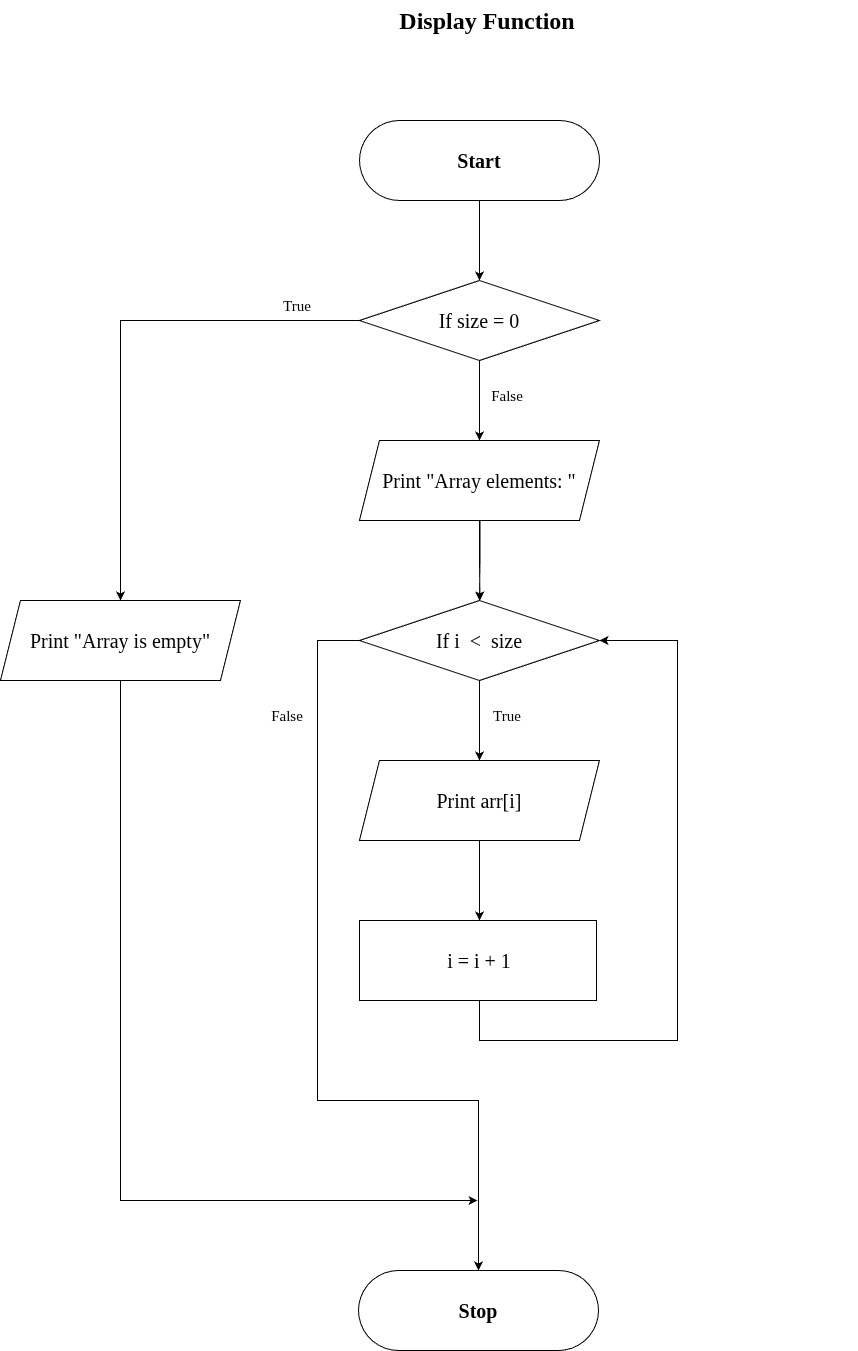 Display Function
Start
True
If size = 0
False
Print "Array elements: "
Print "Array is empty"
If i  <  size
False
True
Print arr[i]
i = i + 1
Stop